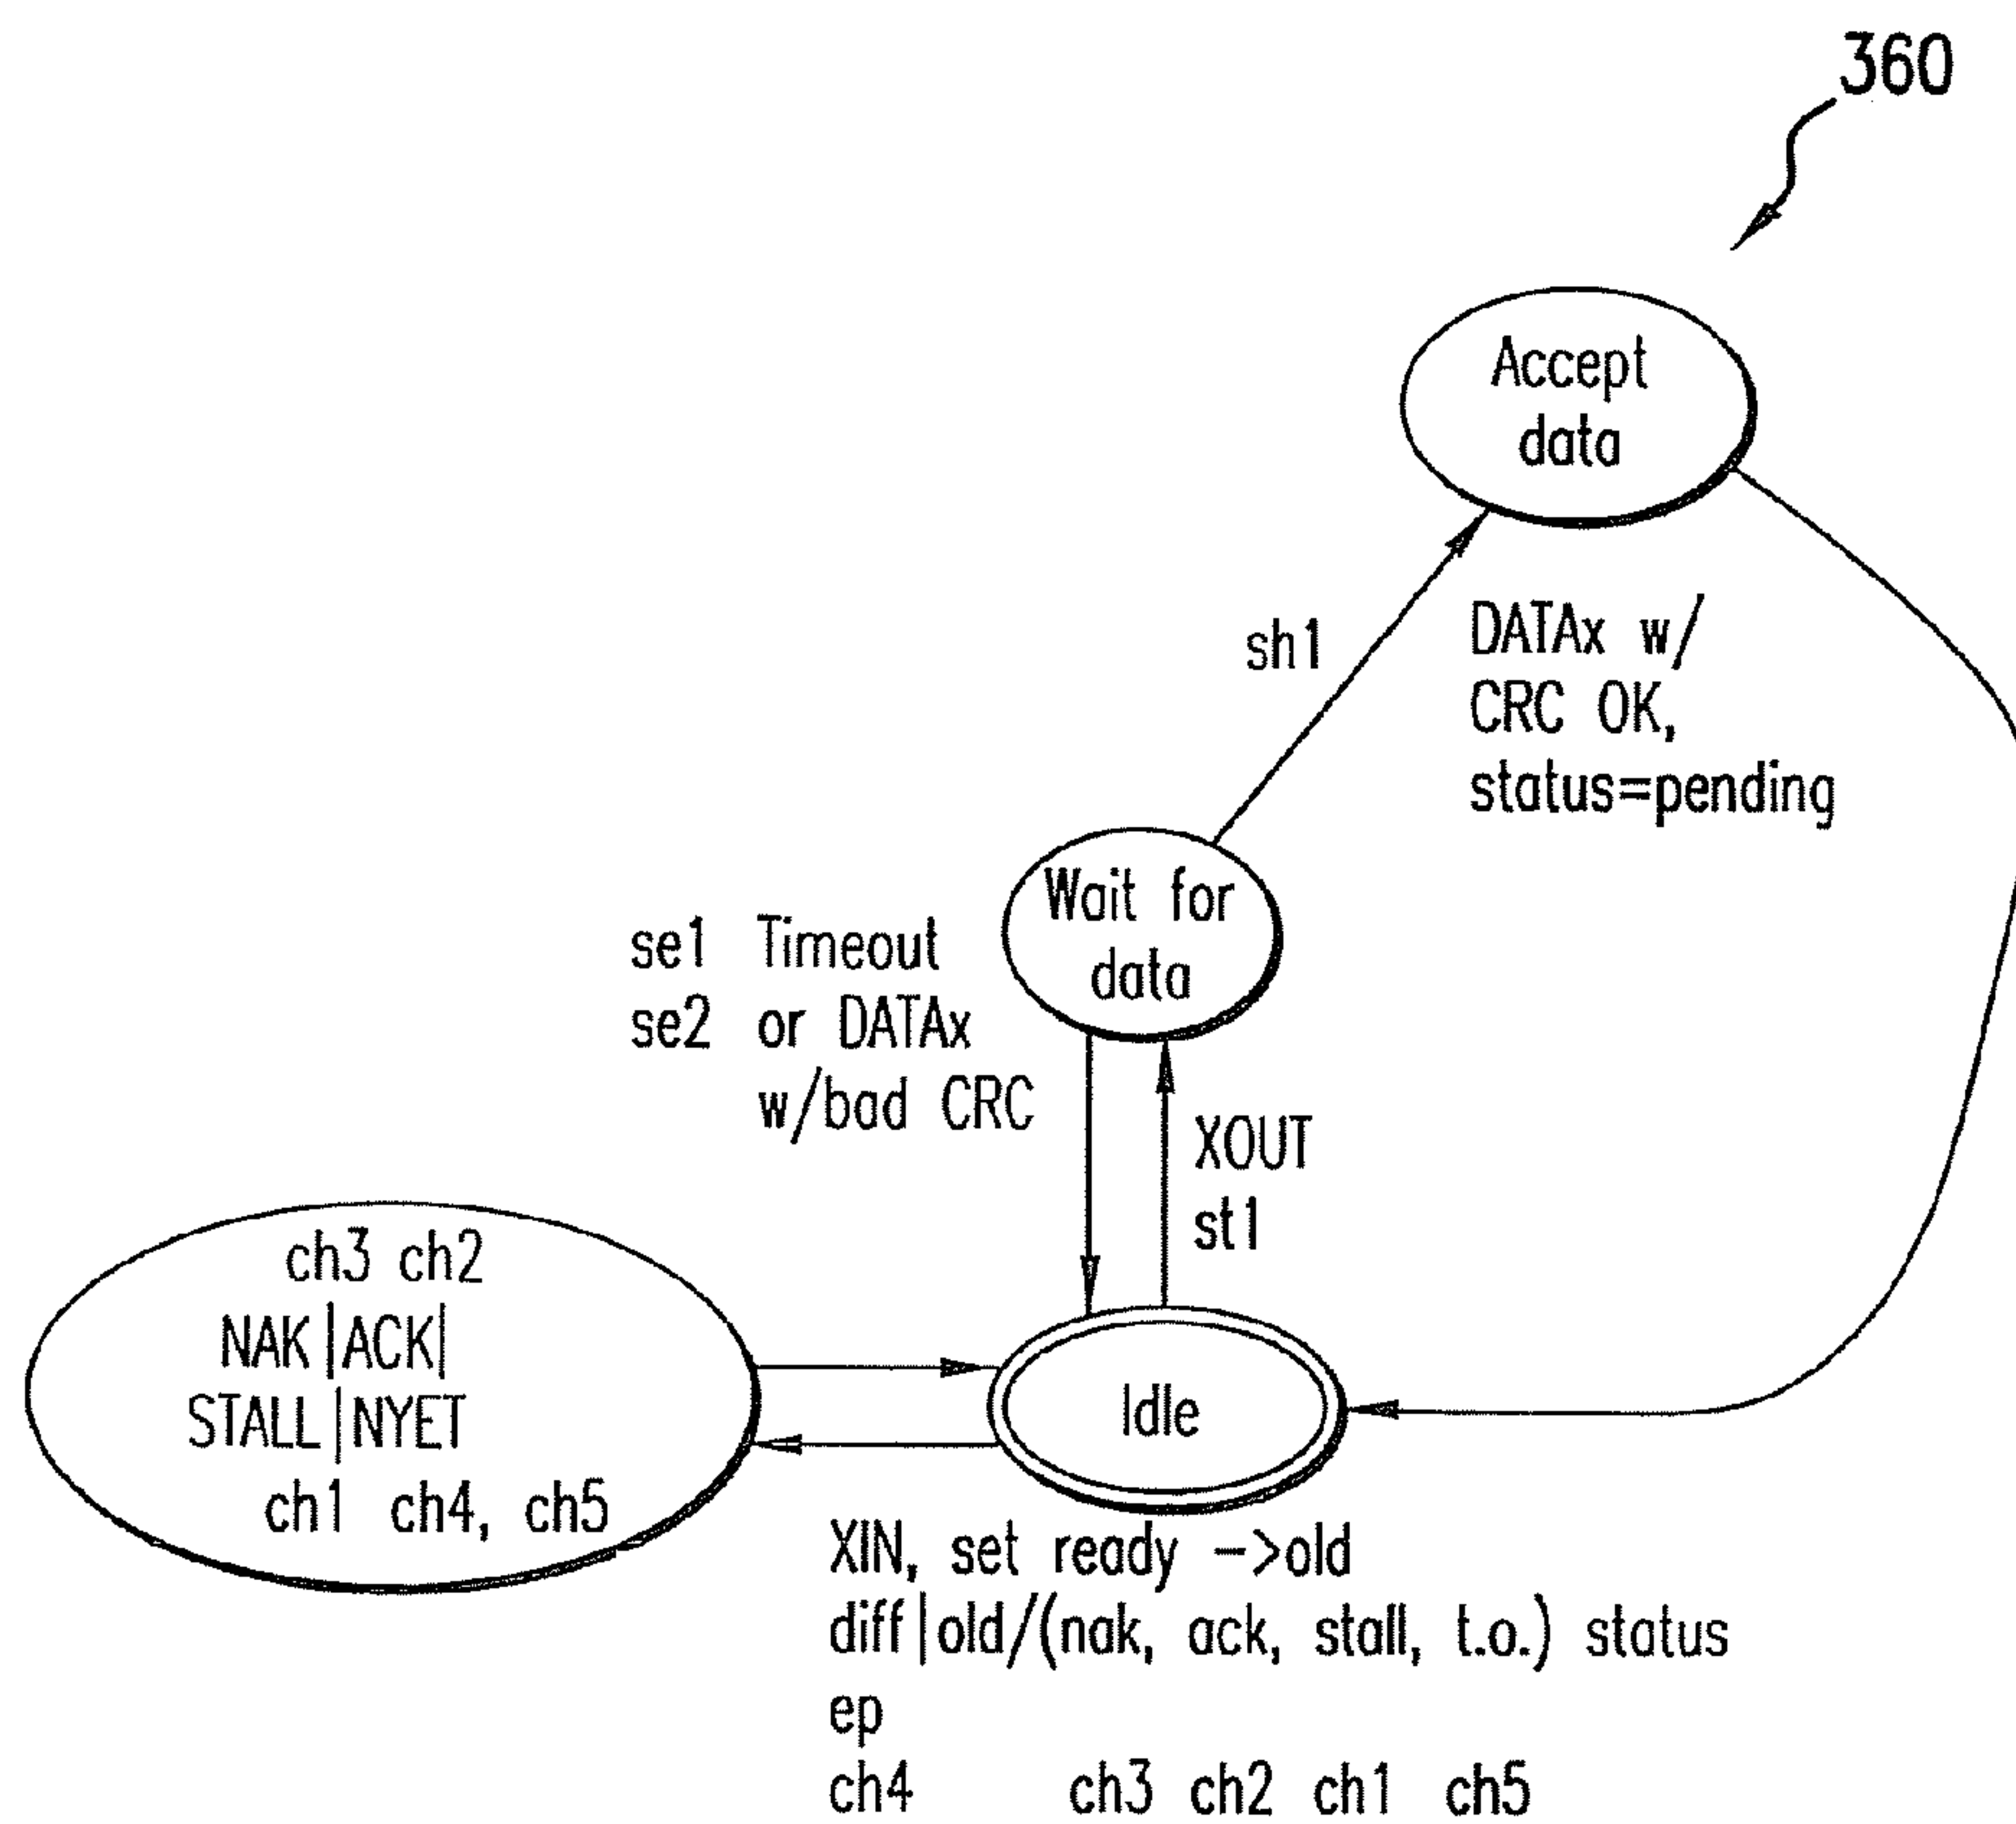 360
Accept
data
sh1
DATAx w/
CRC OK,
status=pending
Wait for
data
se1 Timeout
se2 or DATAx
w/bad CRC
XOUT
st1
ch3 ch2
NAK|ACK|
STALL|NYET
ch1 ch4, ch5
Idle
XIN, set ready ->old
diff|old/(nak, ack, stall, t.o.) status
ep
ch4 ch3 ch2 ch1 ch5